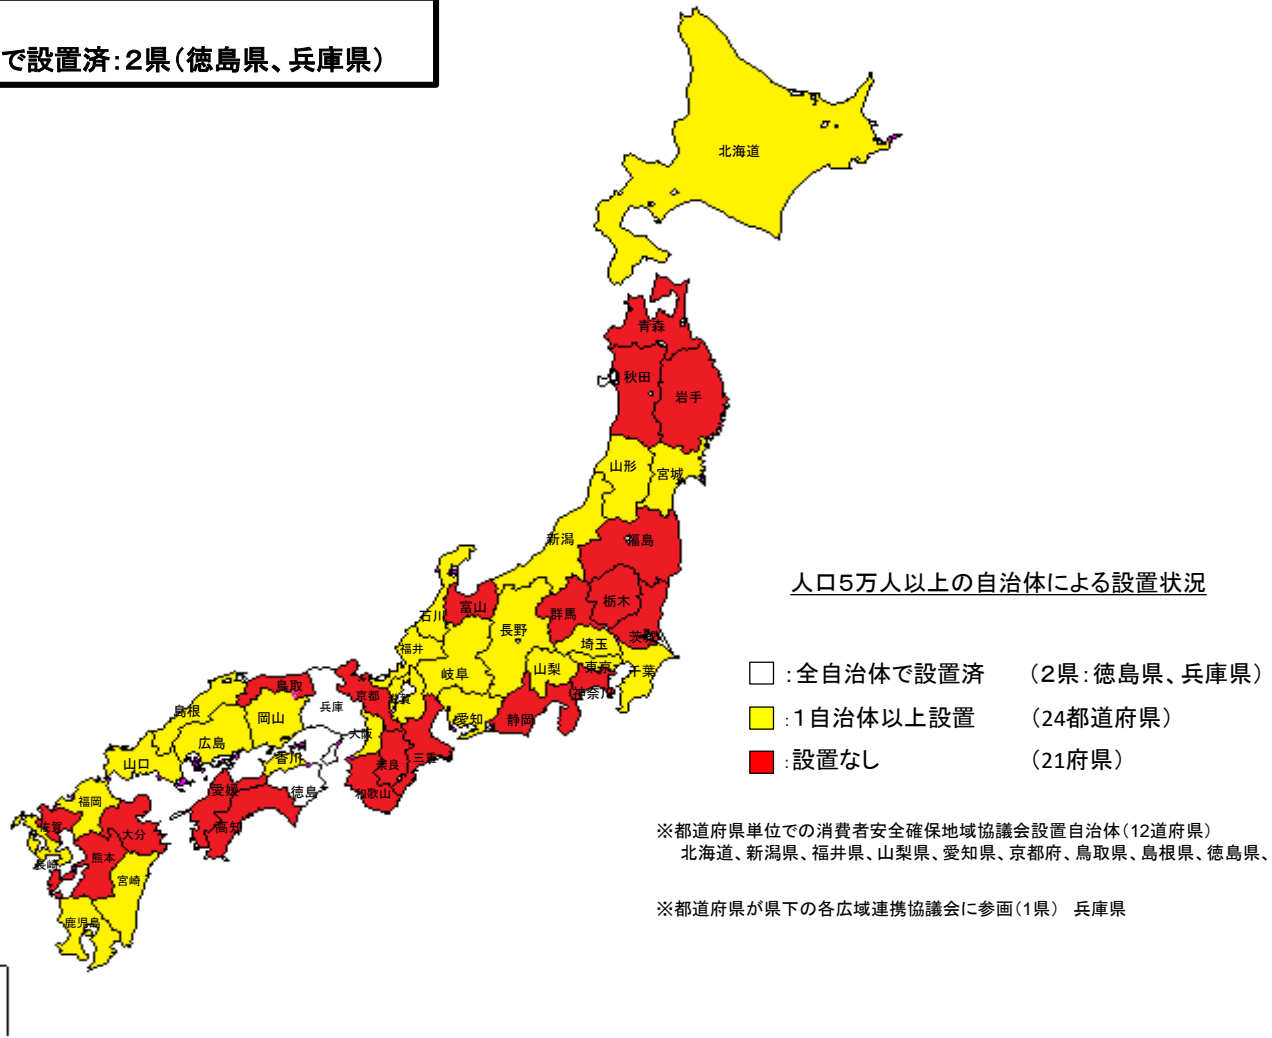 で設置済:2県(徳島県、兵庫県)
北海道
青森
秋田
岩手
山形
宮城
新潟
福島
富山
石川
群馬
栃木
茨城
長野
埼玉
福井
岐阜
山梨
東京
千葉
神奈川
鳥取
京都
滋賀
愛知
静岡
島根
岡山
兵庫
大阪
広島
山口
香川
奈良
三重
愛媛
徳島
和歌山
高知
福岡
佐賀
大分
長崎
熊本
宮崎
鹿児島
人口5万人以上の自治体による設置状況
:全自治体で設置済 (2県:徳島県、兵庫県)
:1自治体以上設置 (24都道府県)
:設置なし (21府県)
※都道府県単位での消費者安全確保地域協議会設置自治体(12道府県)
北海道、新潟県、福井県、山梨県、愛知県、京都府、鳥取県、島根県、徳島県、
※都道府県が県下の各広域連携協議会に参画(1県) 兵庫県